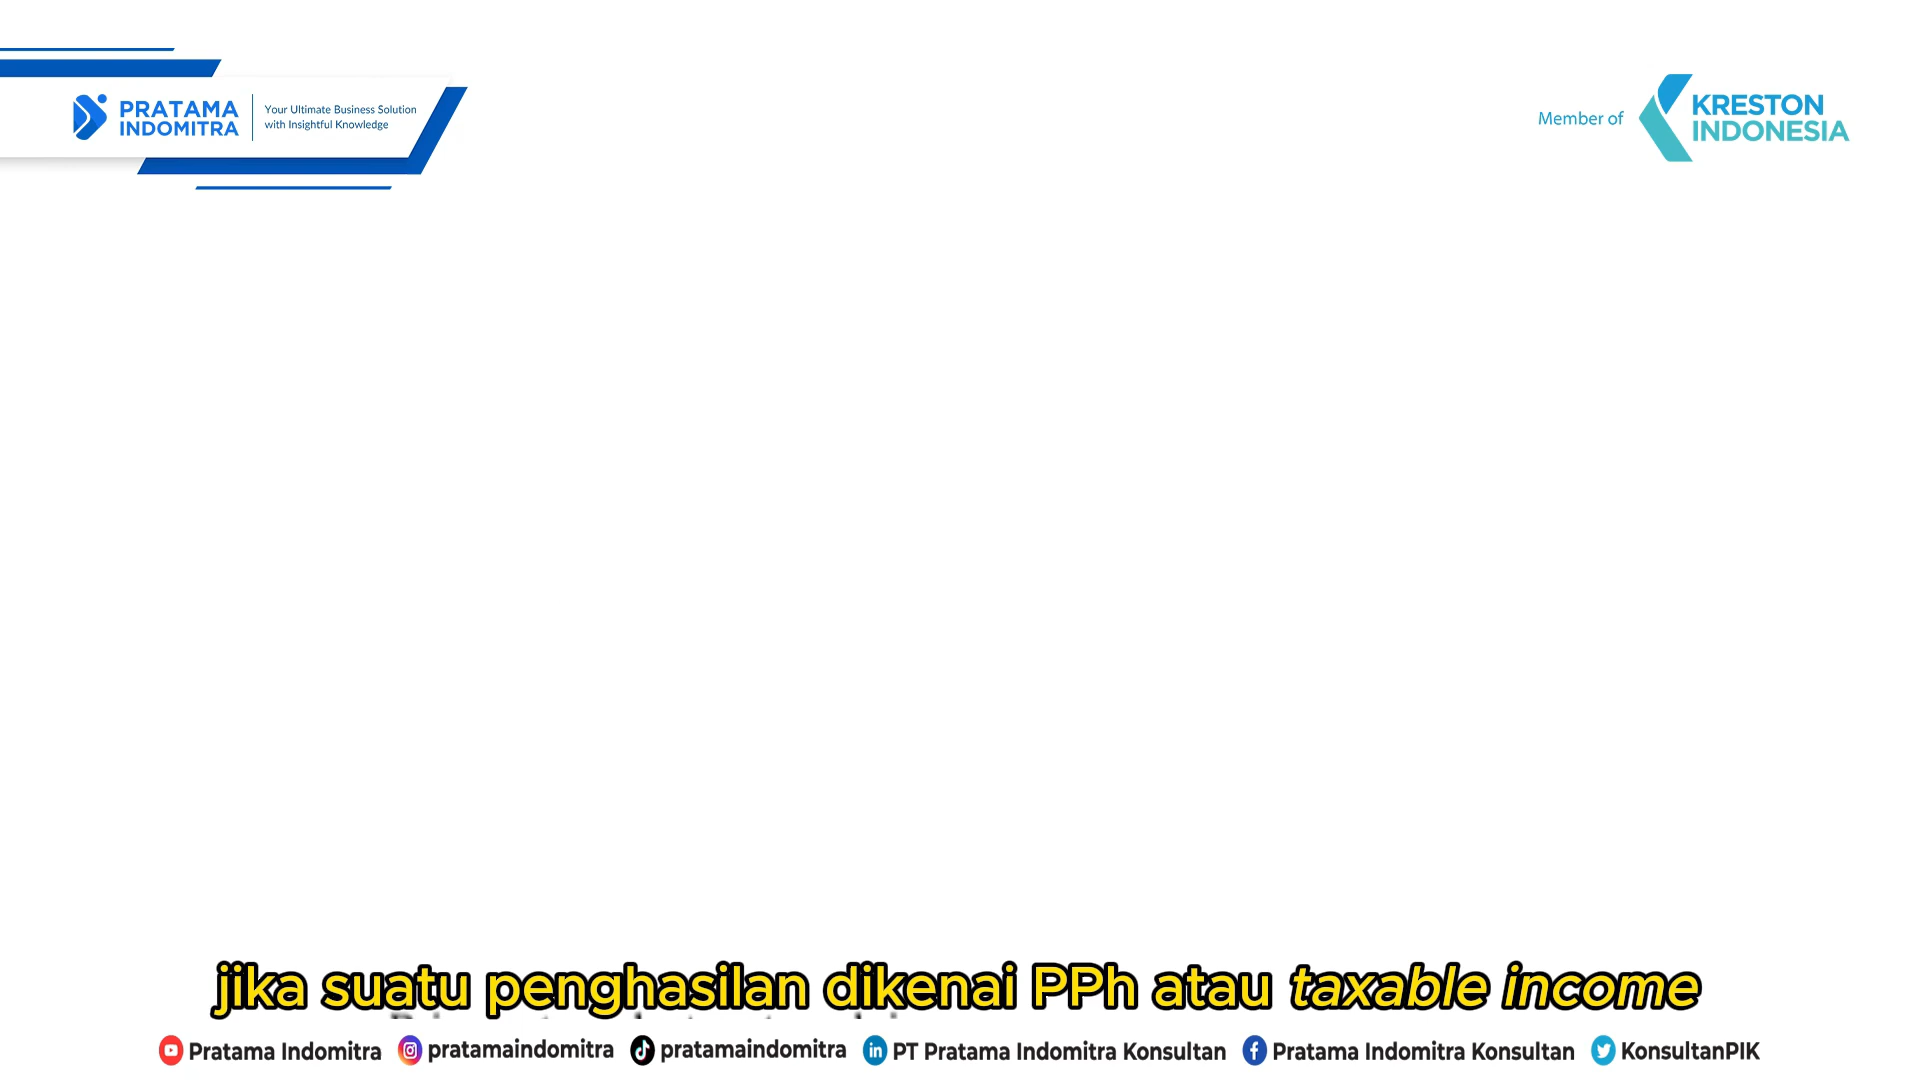 PRATAMA
INDOMITRA
Your Ultimate Business Solution
with Insightful Knowledge
Member of
KRESTON
INDONESIA
jika suatu penghasilan dikenai PPh atau taxable income
Pratama Indomitra pratamaindomitra pratamaindomitra PT Pratama Indomitra Konsultan Pratama Indomitra Konsultan KonsultanPIK